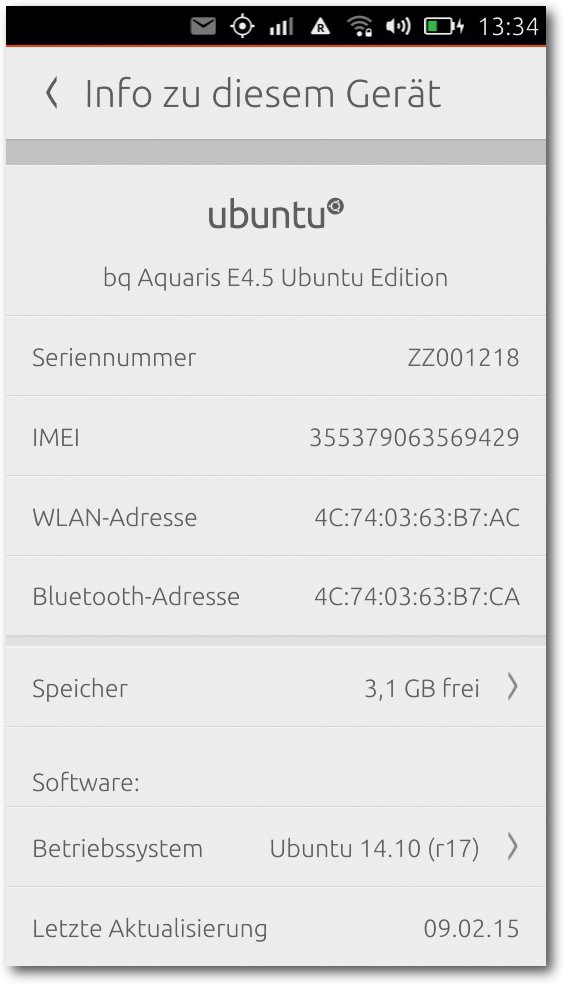 13:34
Info zu diesem Gerät
ubuntu
bq Aquaris E4.5 Ubuntu Edition
Seriennummer ZZ001218
IMEI 355379063569429
WLAN-Adresse 4C:74:03:63:B7:AC
Bluetooth-Adresse 4C:74:03:63:B7:CA
Speicher 3,1 GB frei
Software:
Betriebssystem Ubuntu 14.10 (r17)
Letzte Aktualisierung 09.02.15